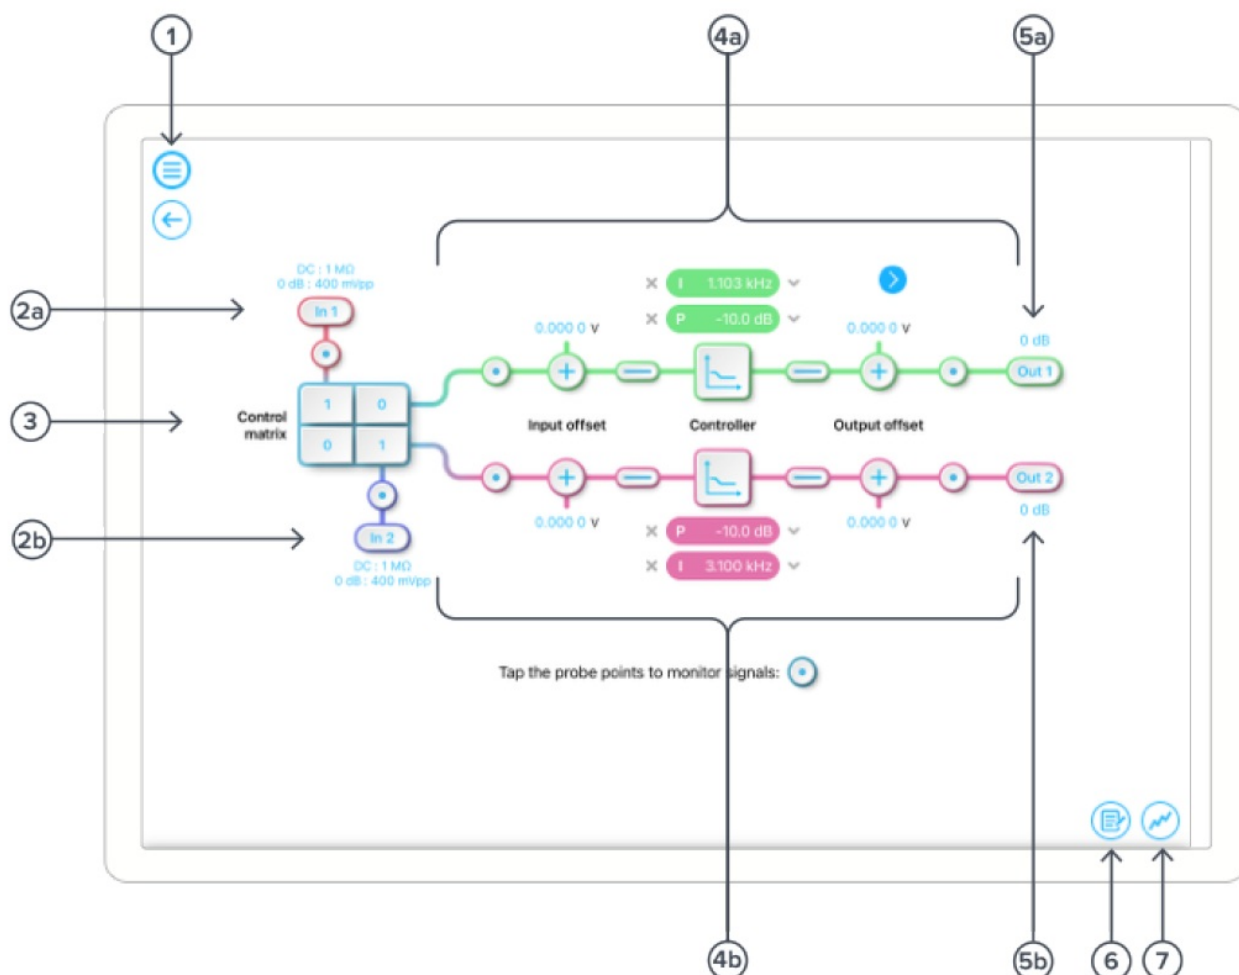 1
4a
5a
DC : 1 MΩ
0 dB : 400 mVpp
2a
In 1
I 1.103 kHz
P -10.0 dB
0.000 0 V
0.000 0 V
0 dB
Out 1
3
Control
matrix
1 0
0 1
Input offset
Controller
Output offset
Out 2
0 dB
2b
In 2
DC : 1 MΩ
0 dB : 400 mVpp
0.000 0 V
0.000 0 V
P -10.0 dB
I 3.100 kHz
Tap the probe points to monitor signals:
4b
5b
6
7